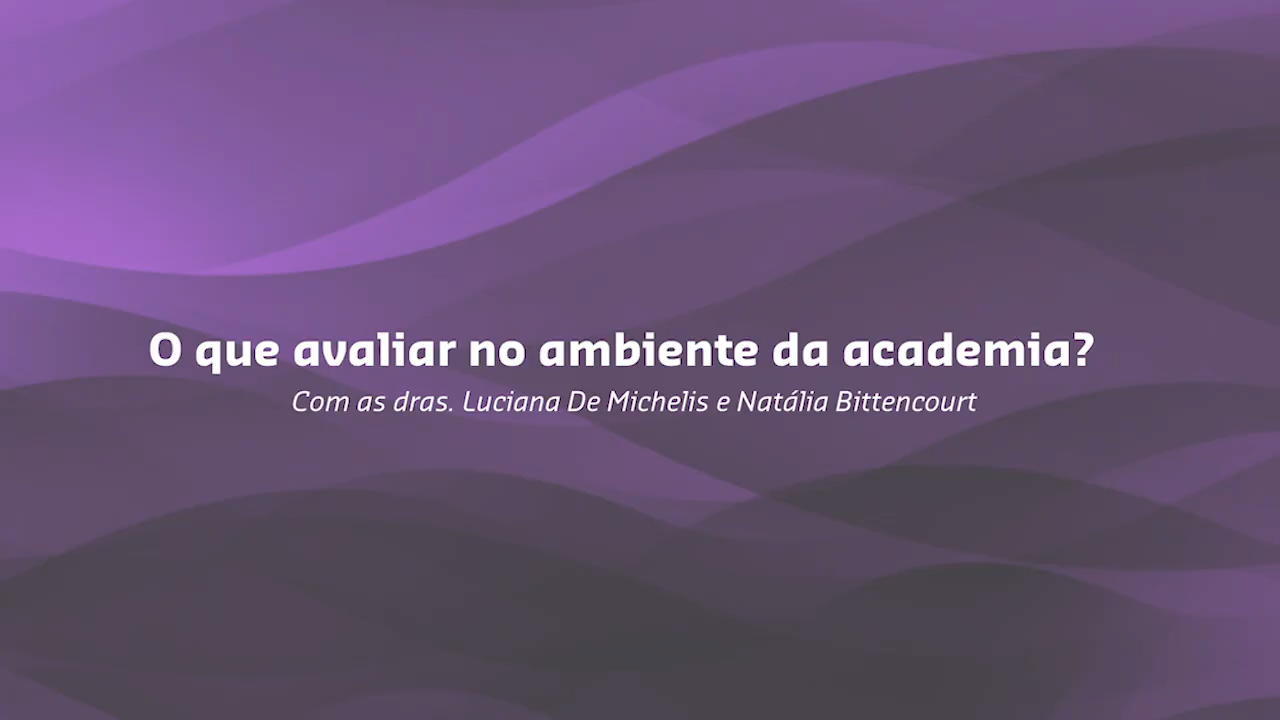 O que avaliar no ambiente da academia?
Com as dras. Luciana De Michelis e Natália Bittencourt